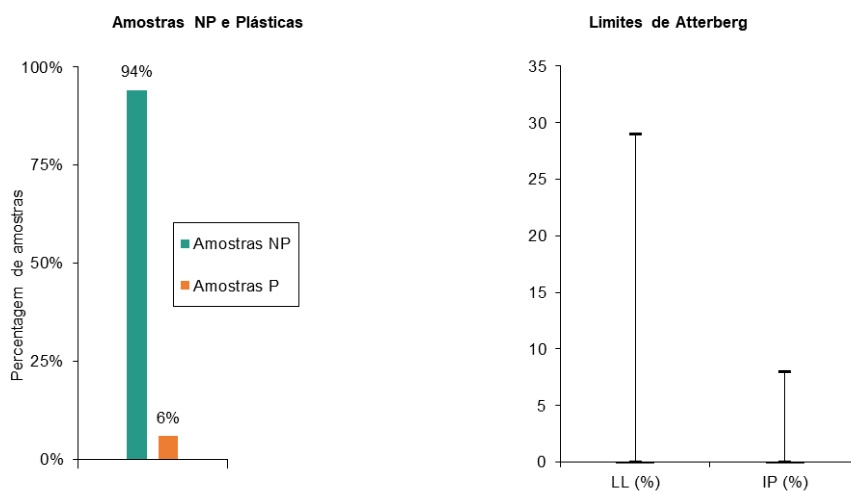 Amostras NP e Plásticas
100%
94%
75%
50%
25%
6%
0%
Percentagem de amostras
Amostras NP
Amostras P
Limites de Atterberg
35
30
25
20
15
10
5
0
LL (%)
IP (%)